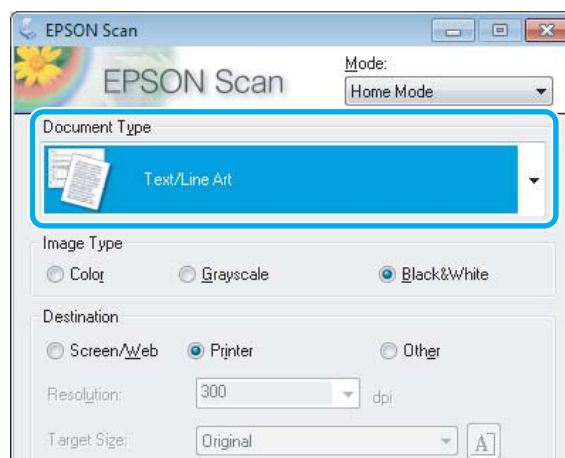 EPSON Scan
EPSON Scan
Mode:
Home Mode
Document Type
Text/Line Art
Image Type
Color Grayscale Black&White
Destination
Screen/Web Printer Other
Resolution: 300 dpi
Target Size: Original A